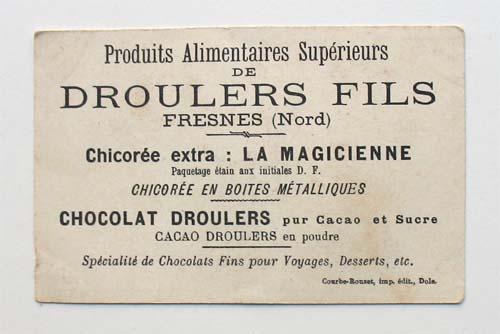 Produits Alimentaires Supérieurs
DE
DROULERS FILS
FRESNES (Nord)
Chicorée extra : LA MAGICIENNE
Paquetage étain aux initiales D. F.
CHICORÉE EN BOITES MÉTALLIQUES
CHOCOLAT DROULERS pur Cacao et Sucre
CACAO DROULERS en poudre
Spécialité de Chocolats Fins pour Voyages, Desserts, etc.
Courbe-Rouzet, imp. édit., Dole.